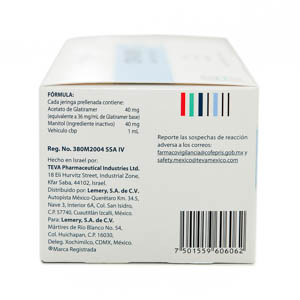 FÓRMULA:
Cada jeringa prellenada contiene:
Acetato de Glatiramer 40 mg
(equivalente a 36 mg/mL de Glatiramer base)
Manitol (ingrediente inactivo) 40 mg
Vehículo cbp 1 mL
Reg. No. 380M2004 SSA IV
Hecho en Israel por:
TEVA Pharmaceutical Industries Ltd.
18 Eli Hurvitz Street, Industrial Zone,
Kfar Saba, 44102, Israel.
Distribuido por: Lemery, S.A. de C.V.
Autopista México-Querétaro Km. 34.5,
Nave 3, Interior 6A, Col. San Isidro,
C.P. 57740, Cuautitlán Izcalli, México.
Para: Lemery, S.A. de C.V.
Mártires de Río Blanco No. 54,
Col. Huichapan, C.P. 16030,
Deleg. Xochimilco, CDMX, México.
®Marca Registrada
Reporte las sospechas de reacción
adversa a los correos:
farmacovigilancia@cofepris.gob.mx y
safety.mexico@tevamexico.com
7 501559 606062